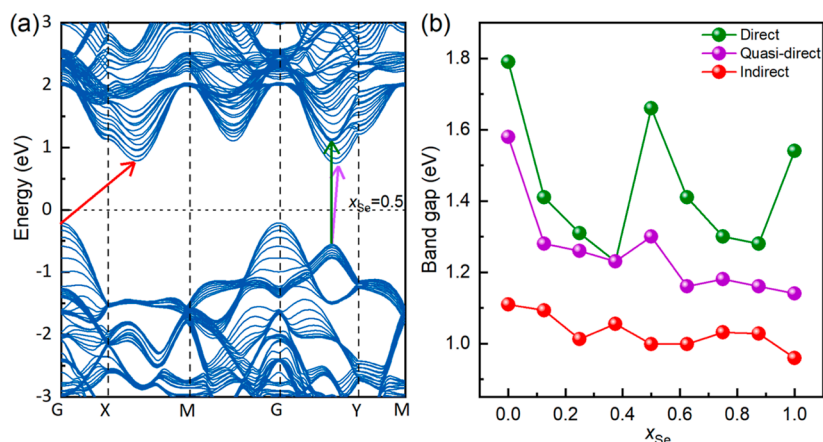 (a)
3
2
1
0
-1
-2
-3
Energy (eV)
xSe=0.5
G X M G Y M
(b)
1.8
1.6
1.4
1.2
1.0
Band gap (eV)
Direct
Quasi-direct
Indirect
0.0 0.2 0.4 0.6 0.8 1.0
xSe